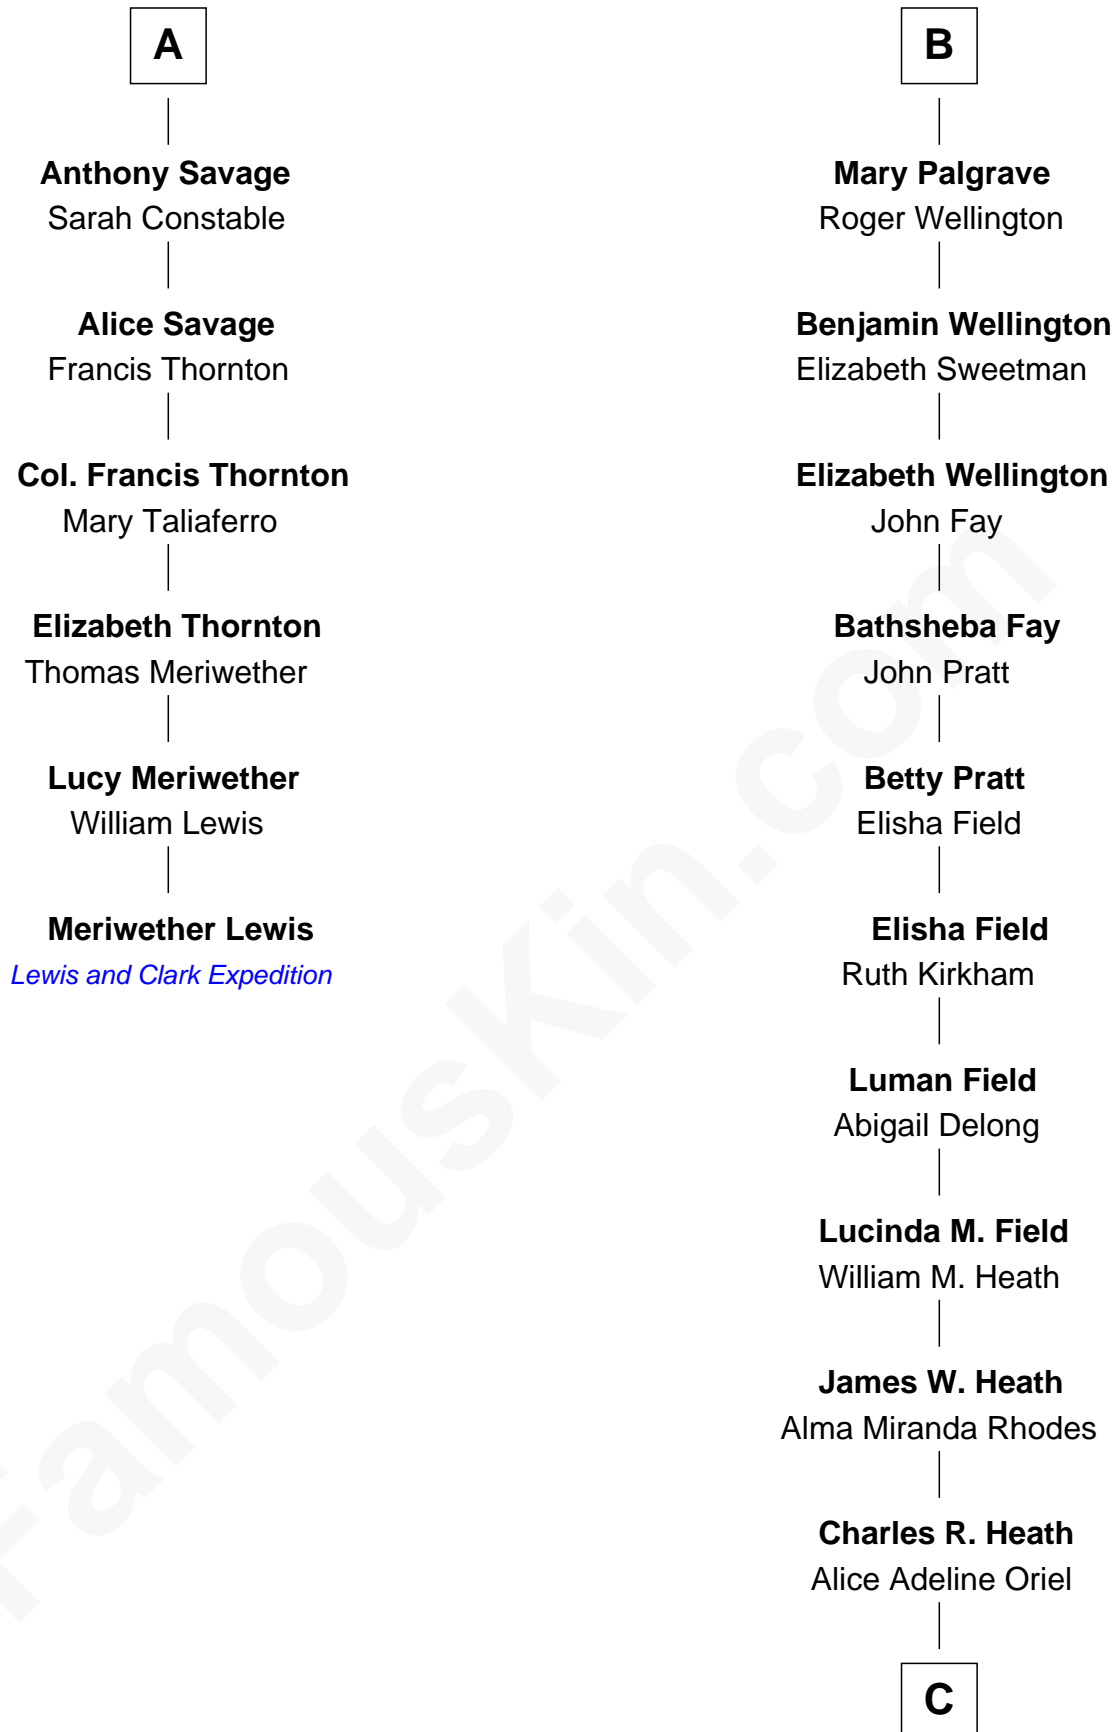 A
Anthony Savage
Sarah Constable
Alice Savage
Francis Thornton
Col. Francis Thornton
Mary Taliaferro
Elizabeth Thornton
Thomas Meriwether
Lucy Meriwether
William Lewis
Meriwether Lewis
Lewis and Clark Expedition
B
Mary Palgrave
Roger Wellington
Benjamin Wellington
Elizabeth Sweetman
Elizabeth Wellington
John Fay
Bathsheba Fay
John Pratt
Betty Pratt
Elisha Field
Elisha Field
Ruth Kirkham
Luman Field
Abigail Delong
Lucinda M. Field
William M. Heath
James W. Heath
Alma Miranda Rhodes
Charles R. Heath
Alice Adeline Oriel
C
FamousKin.com